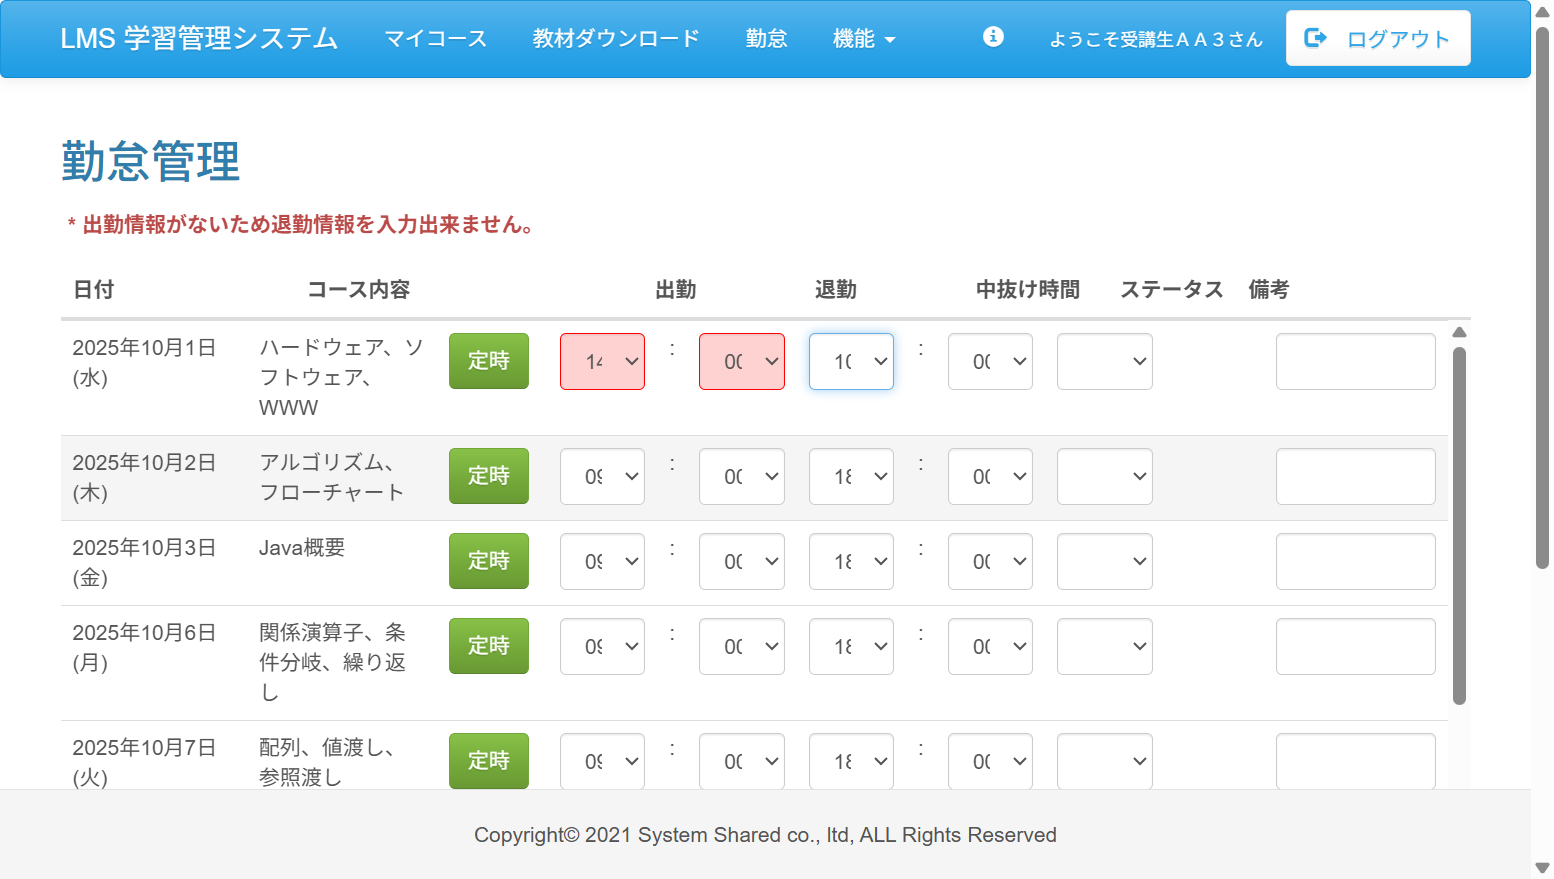 LMS 学習管理システム マイコース 教材ダウンロード 勤怠 機能 ようこそ受講生ＡＡ３さん ログアウト
勤怠管理
* 出勤情報がないため退勤情報を入力出来ません。
日付 コース内容 出勤 退勤 中抜け時間 ステータス 備考
2025年10月1日(水) ハードウェア、ソフトウェア、WWW 定時 14 : 00 10 : 00
2025年10月2日(木) アルゴリズム、フローチャート 定時 09 : 00 18 : 00
2025年10月3日(金) Java概要 定時 09 : 00 18 : 00
2025年10月6日(月) 関係演算子、条件分岐、繰り返し 定時 09 : 00 18 : 00
2025年10月7日(火) 配列、値渡し、参照渡し 定時 09 : 00 18 : 00
Copyright© 2021 System Shared co., ltd, ALL Rights Reserved